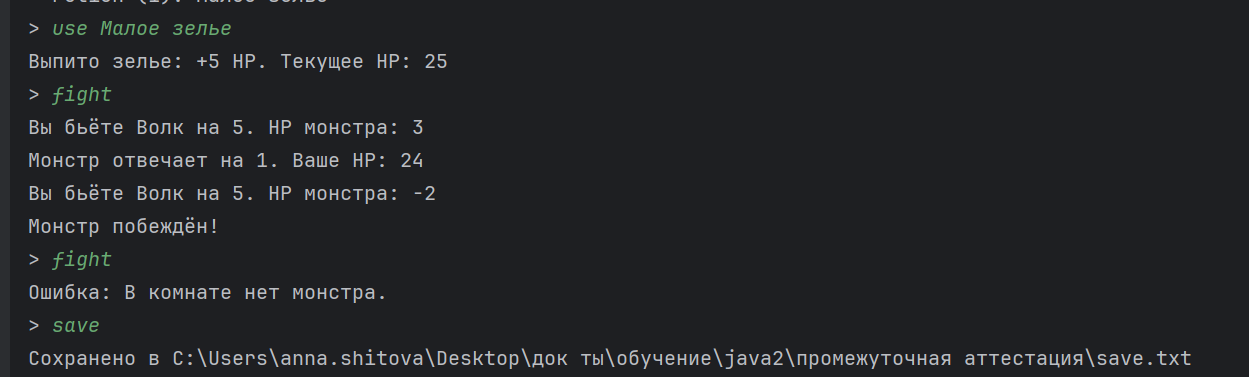 > use Малое зелье
Выпито зелье: +5 HP. Текущее HP: 25
> fight
Вы бьёте Волк на 5. HP монстра: 3
Монстр отвечает на 1. Ваше HP: 24
Вы бьёте Волк на 5. HP монстра: -2
Монстр побеждён!
> fight
Ошибка: В комнате нет монстра.
> save
Сохранено в C:\Users\anna.shitova\Desktop\док ты\обучение\java2\промежуточная аттестация\save.txt